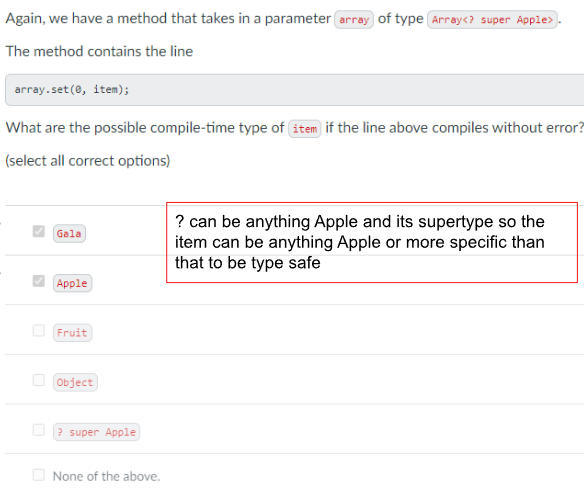 Again, we have a method that takes in a parameter array of type Array<? super Apple>.
The method contains the line
array.set(0, item);
What are the possible compile-time type of item if the line above compiles without error?
(select all correct options)
? can be anything Apple and its supertype so the
item can be anything Apple or more specific than
that to be type safe
Gala
Apple
Fruit
Object
? super Apple
None of the above.